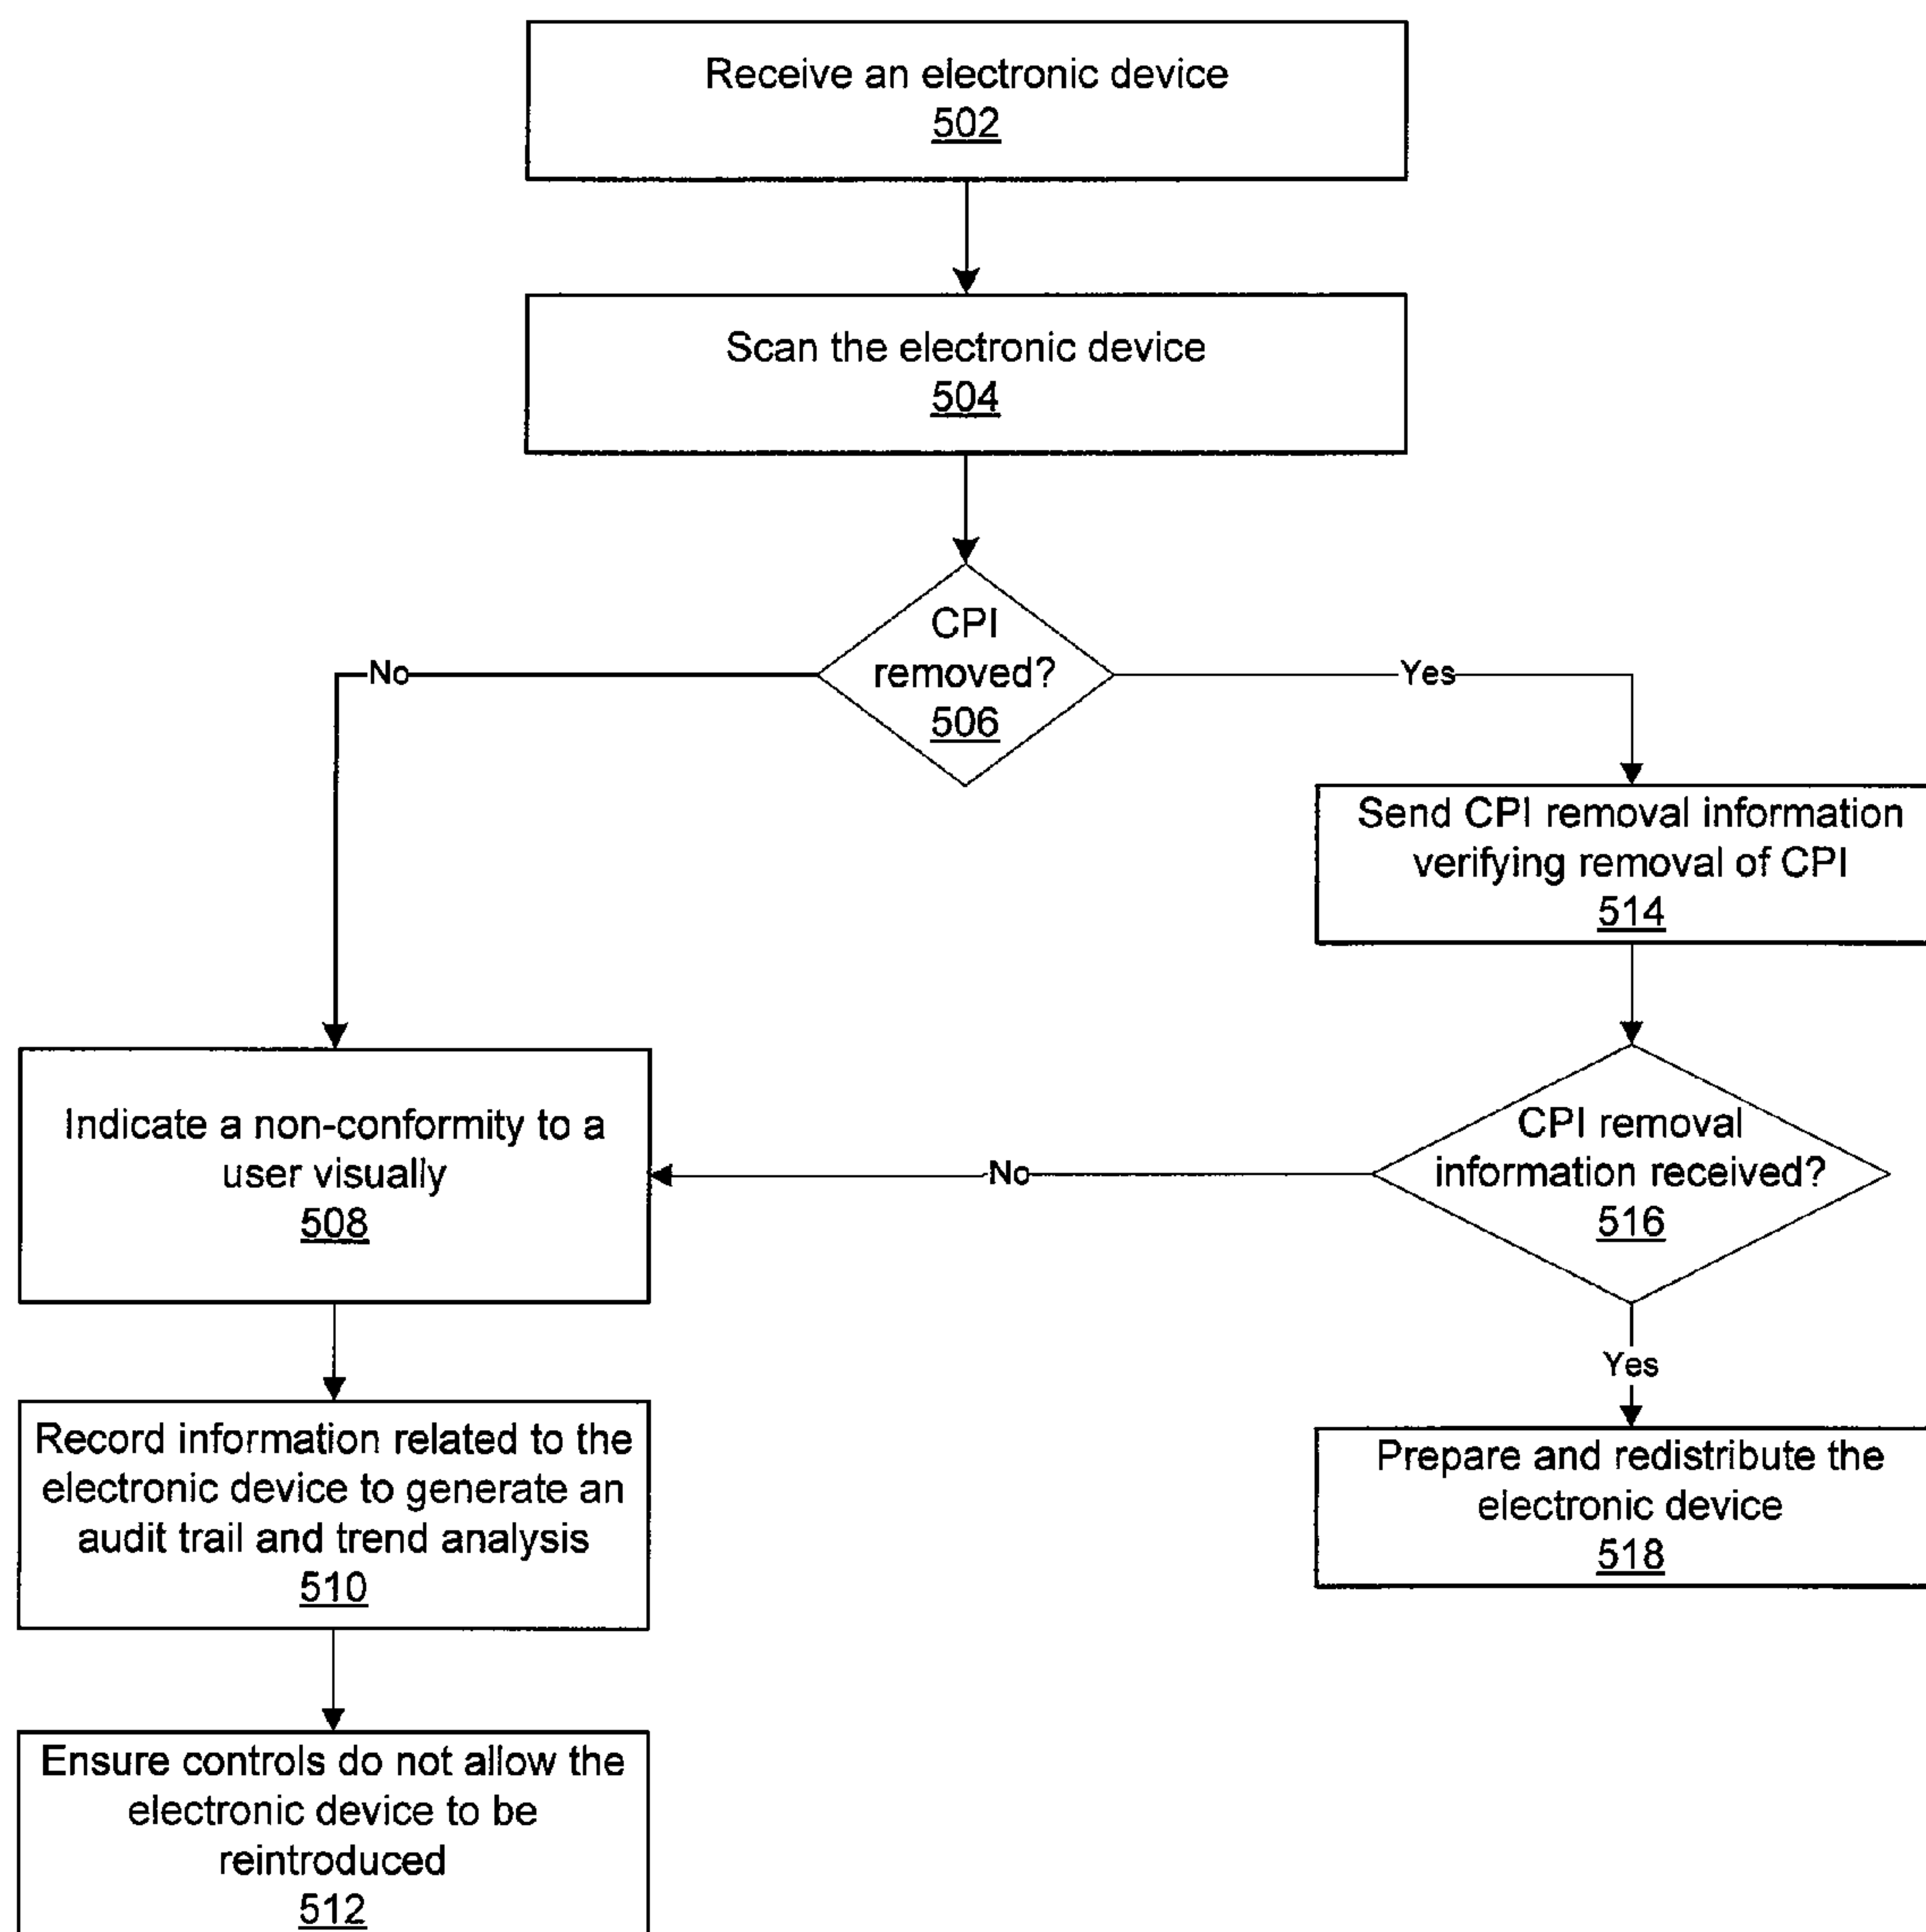 Receive an electronic device
502
Scan the electronic device
504
CPI
removed?
506
No
Yes
Send CPI removal information
verifying removal of CPI
514
Indicate a non-conformity to a
user visually
508
No
CPI removal
information received?
516
Yes
Record information related to the
electronic device to generate an
audit trail and trend analysis
510
Prepare and redistribute the
electronic device
518
Ensure controls do not allow the
electronic device to be
reintroduced
512